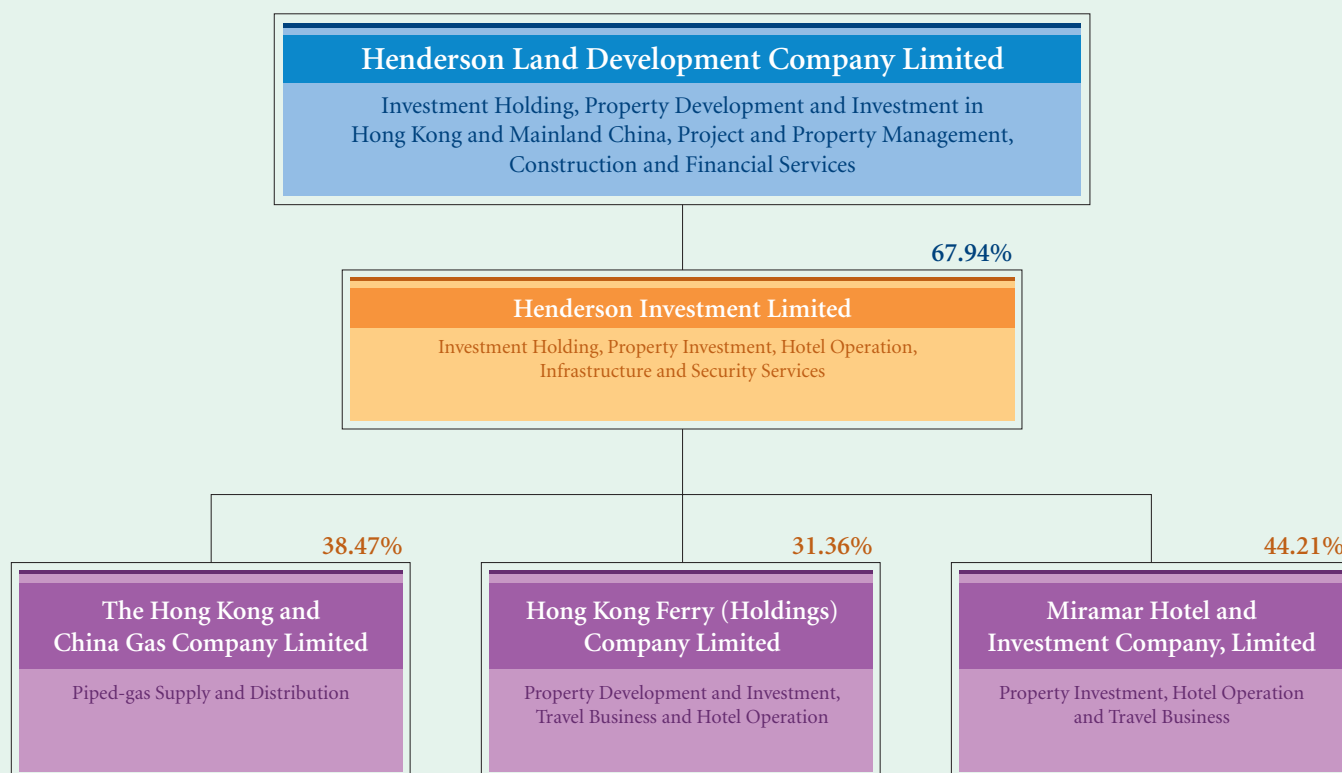 Henderson Land Development Company Limited
Investment Holding, Property Development and Investment in
Hong Kong and Mainland China, Project and Property Management,
Construction and Financial Services
67.94%
Henderson Investment Limited
Investment Holding, Property Investment, Hotel Operation,
Infrastructure and Security Services
38.47%
The Hong Kong and
China Gas Company Limited
Piped-gas Supply and Distribution
31.36%
Hong Kong Ferry (Holdings)
Company Limited
Property Development and Investment,
Travel Business and Hotel Operation
44.21%
Miramar Hotel and
Investment Company, Limited
Property Investment, Hotel Operation
and Travel Business